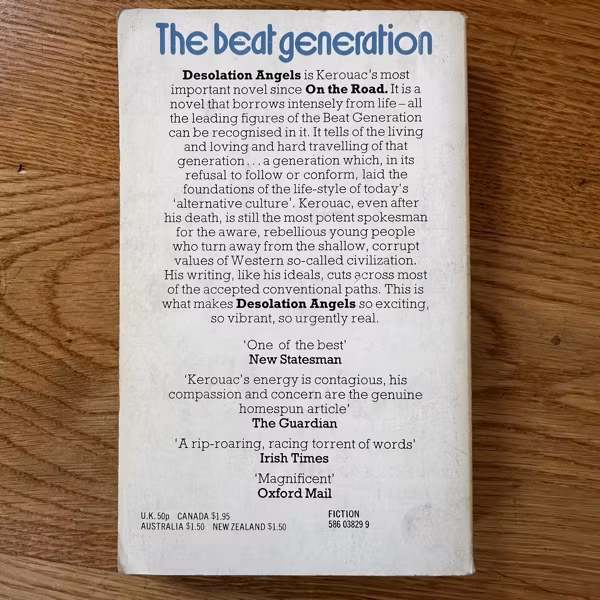 The beat generation
Desolation Angels is Kerouac's most
important novel since On the Road. It is a
novel that borrows intensely from life – all
the leading figures of the Beat Generation
can be recognised in it. It tells of the living
and loving and hard travelling of that
generation... a generation which, in its
refusal to follow or conform, laid the
foundations of the life-style of today's
'alternative culture'. Kerouac, even after
his death, is still the most potent spokesman
for the aware, rebellious young people
who turn away from the shallow, corrupt
values of Western so-called civilization.
His writing, like his ideals, cuts across most
of the accepted conventional paths. This is
what makes Desolation Angels so exciting,
so vibrant, so urgently real.
'One of the best'
New Statesman
'Kerouac's energy is contagious, his
compassion and concern are the genuine
homespun article'
The Guardian
'A rip-roaring, racing torrent of words'
Irish Times
'Magnificent'
Oxford Mail
U.K. 50p CANADA $1.95
AUSTRALIA $1.50 NEW ZEALAND $1.50
FICTION
586 03829 9